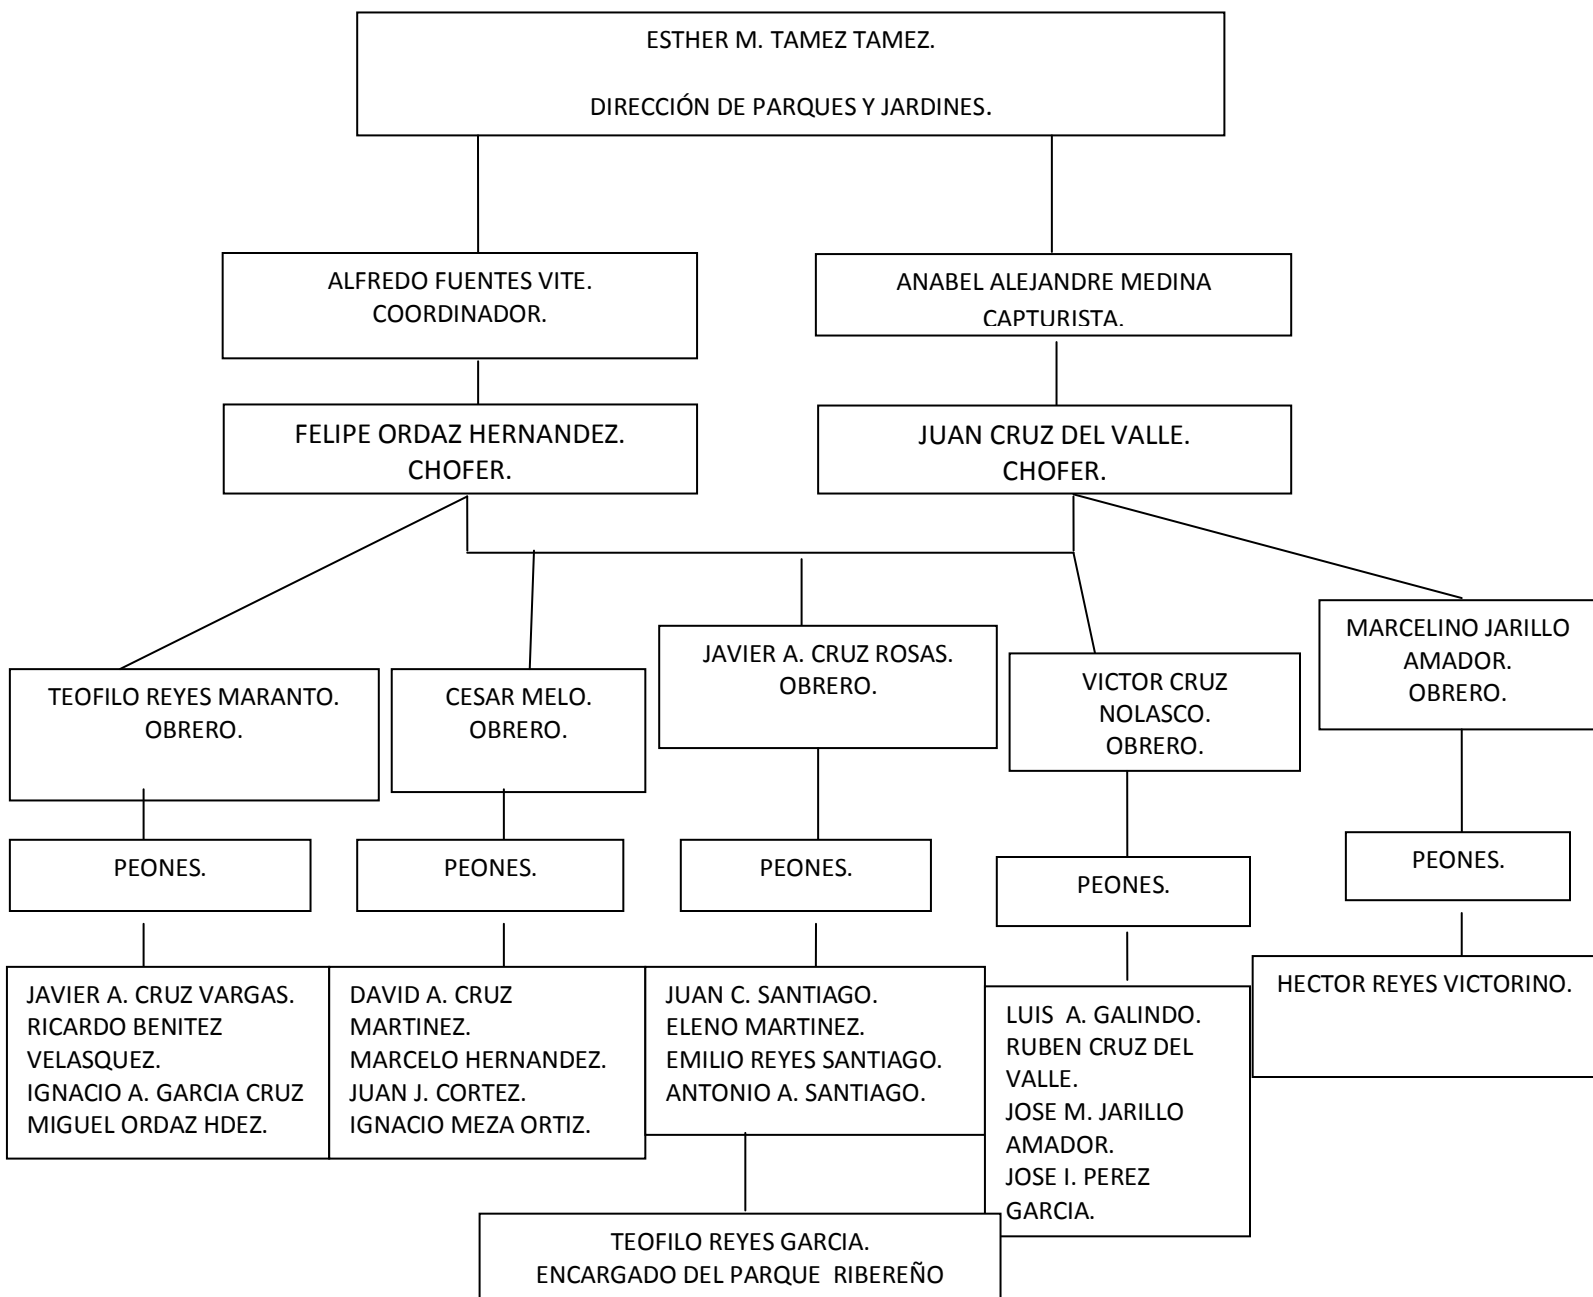 ESTHER M. TAMEZ TAMEZ.
DIRECCIÓN DE PARQUES Y JARDINES.
ALFREDO FUENTES VITE.
COORDINADOR.
ANABEL ALEJANDRE MEDINA
CAPTURISTA.
FELIPE ORDAZ HERNANDEZ.
CHOFER.
JUAN CRUZ DEL VALLE.
CHOFER.
TEOFILO REYES MARANTO.
OBRERO.
CESAR MELO.
OBRERO.
JAVIER A. CRUZ ROSAS.
OBRERO.
VICTOR CRUZ
NOLASCO.
OBRERO.
MARCELINO JARILLO
AMADOR.
OBRERO.
PEONES.
PEONES.
PEONES.
PEONES.
PEONES.
JAVIER A. CRUZ VARGAS.
RICARDO BENITEZ
VELASQUEZ.
IGNACIO A. GARCIA CRUZ
MIGUEL ORDAZ HDEZ.
DAVID A. CRUZ
MARTINEZ.
MARCELO HERNANDEZ.
JUAN J. CORTEZ.
IGNACIO MEZA ORTIZ.
JUAN C. SANTIAGO.
ELENO MARTINEZ.
EMILIO REYES SANTIAGO.
ANTONIO A. SANTIAGO.
LUIS  A. GALINDO.
RUBEN CRUZ DEL
VALLE.
JOSE M. JARILLO
AMADOR.
JOSE I. PEREZ
GARCIA.
HECTOR REYES VICTORINO.
TEOFILO REYES GARCIA.
ENCARGADO DEL PARQUE  RIBEREÑO